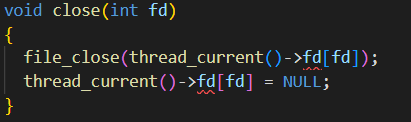 void close(int fd)
{
  file_close(thread_current()->fd[fd]);
  thread_current()->fd[fd] = NULL;
}